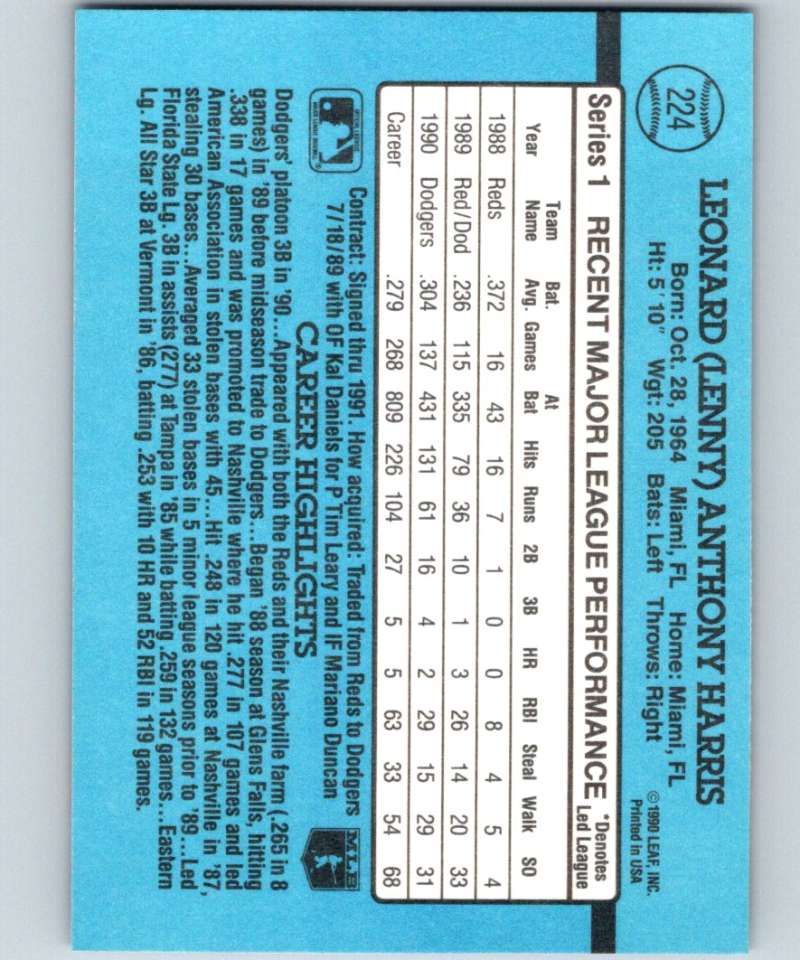 224
LEONARD (LENNY) ANTHONY HARRIS
Born: Oct. 28, 1964 Miami, FL Home: Miami, FL
Ht: 5'10" Wgt: 205 Bats: Left Throws: Right
©1990 LEAF, INC.
Printed in USA
Series 1 RECENT MAJOR LEAGUE PERFORMANCE
*Denotes
Led League
Year Team Name Bat. Avg. Games At Bat Hits Runs 2B 3B HR RBI Steal Walk SO
1988 Reds .372 16 43 16 7 1 0 0 8 4 5 4
1989 Red/Dod .236 115 335 79 36 10 1 3 26 14 20 33
1990 Dodgers .304 137 431 131 61 16 4 2 29 15 29 31
Career .279 268 809 226 104 27 5 5 63 33 54 68
Contract: Signed thru 1991. How acquired: Traded from Reds to Dodgers
7/18/89 with OF Kal Daniels for P Tim Leary and IF Mariano Duncan
CAREER HIGHLIGHTS
MLB
Dodgers' platoon 3B in '90...Appeared with both the Reds and their Nashville farm (.265 in 8
games) in '89 before midseason trade to Dodgers...Began '88 season at Glens Falls, hitting
.338 in 17 games and was promoted to Nashville where he hit .277 in 107 games and led
American Association in stolen bases with 45...Hit .248 in 120 games at Nashville in '87,
stealing 30 bases...Averaged 33 stolen bases in 5 minor league seasons prior to '89...Led
Florida State Lg. 3B in assists (277) at Tampa in '85 while batting .259 in 132 games...Eastern
Lg. All Star 3B at Vermont in '86, batting .253 with 10 HR and 52 RBI in 119 games.